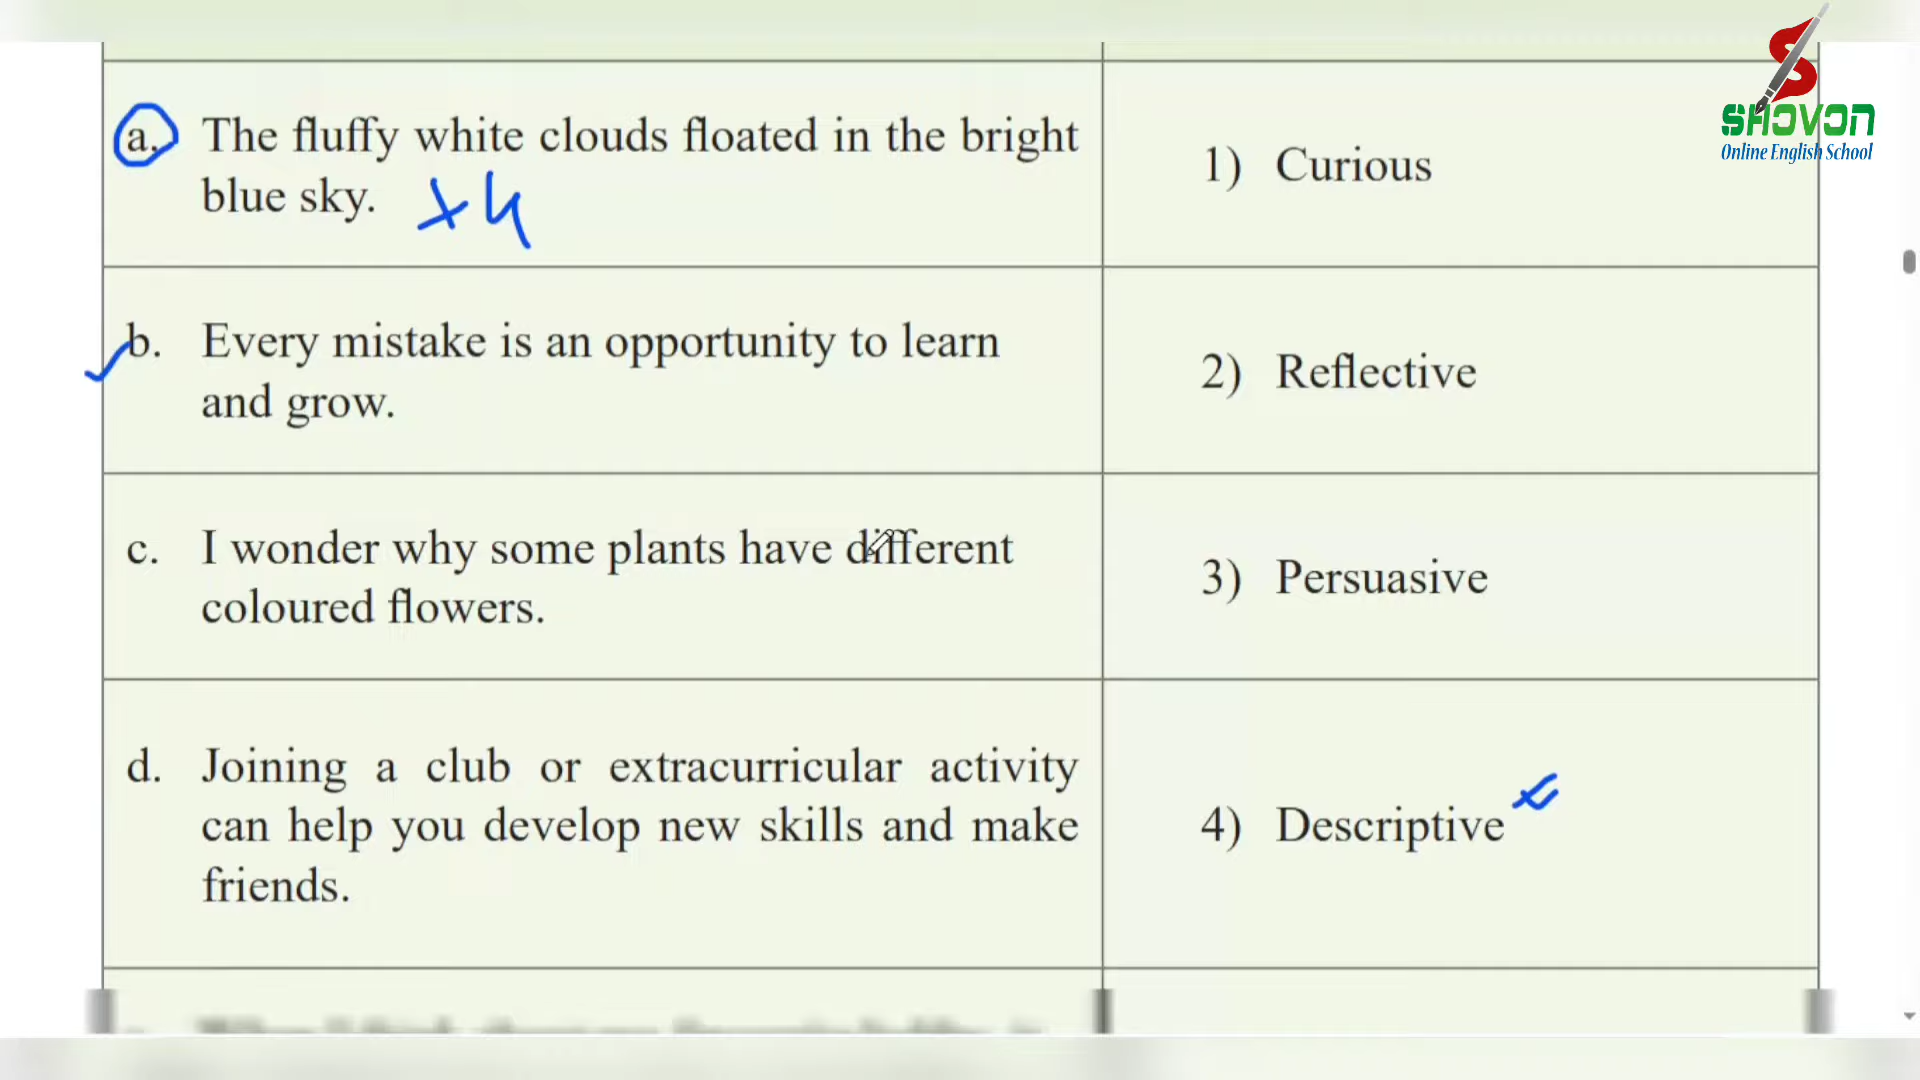 SHOVON
Online English School
a. The fluffy white clouds floated in the bright
blue sky. +4
1) Curious
b. Every mistake is an opportunity to learn
and grow.
2) Reflective
c. I wonder why some plants have different
coloured flowers.
3) Persuasive
d. Joining a club or extracurricular activity
can help you develop new skills and make
friends.
4) Descriptive